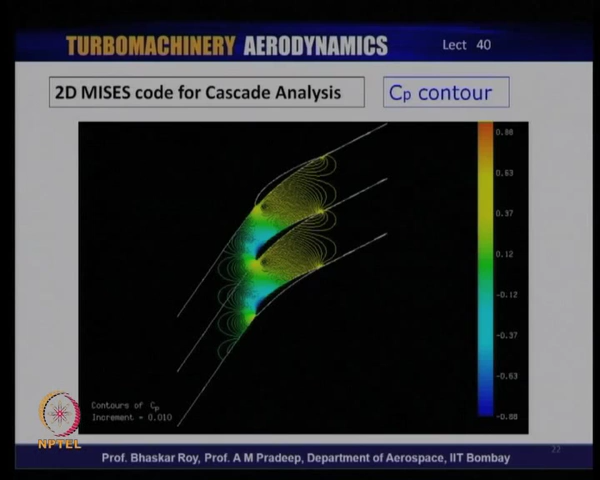 TURBOMACHINERY AERODYNAMICS Lect 40
2D MISES code for Cascade Analysis
Cp contour
0.88
0.63
0.37
0.12
-0.12
-0.37
-0.63
-0.88
Contours of Cp
Increment = 0.010
NPTEL
22
Prof. Bhaskar Roy, Prof. A M Pradeep, Department of Aerospace, IIT Bombay